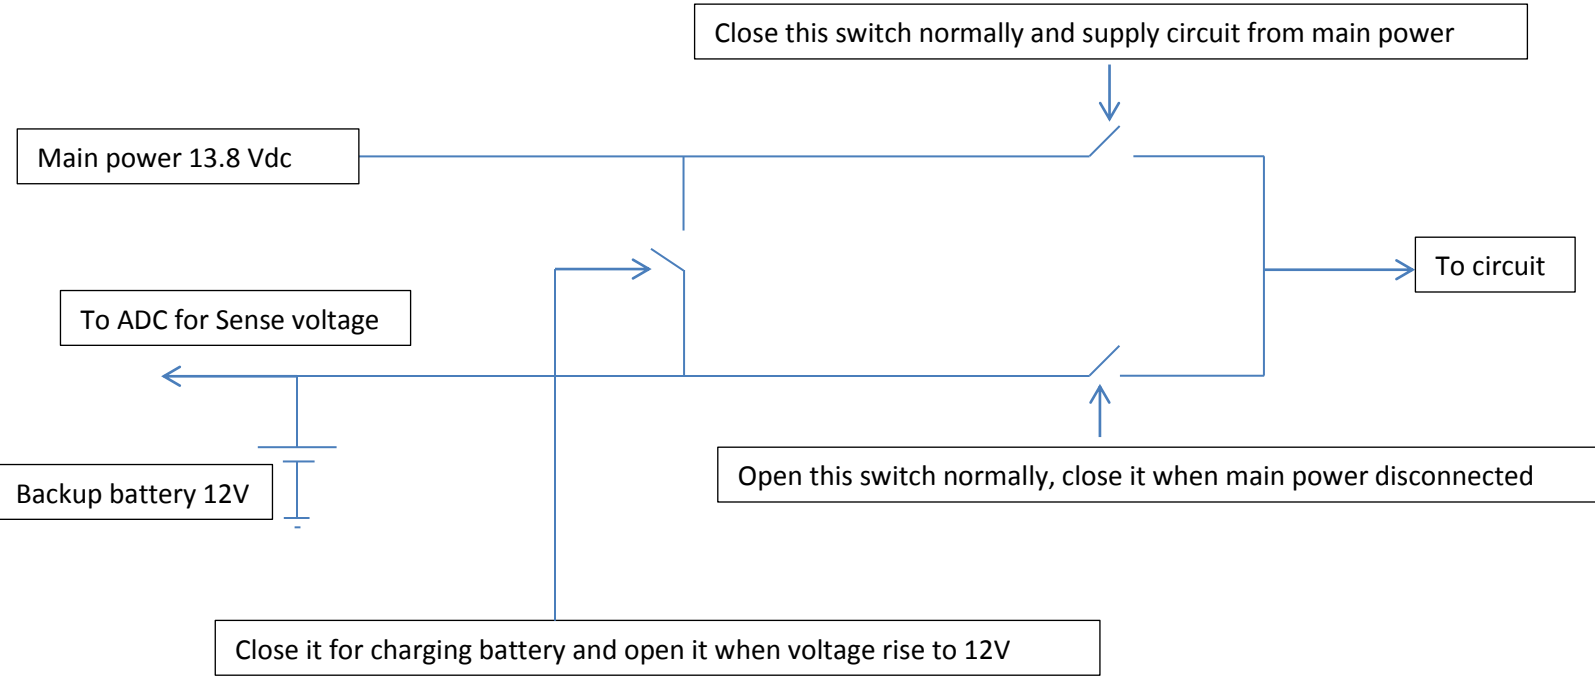 Close this switch normally and supply circuit from main power
Main power 13.8 Vdc
To circuit
To ADC for Sense voltage
Open this switch normally, close it when main power disconnected
Backup battery 12V
Close it for charging battery and open it when voltage rise to 12V